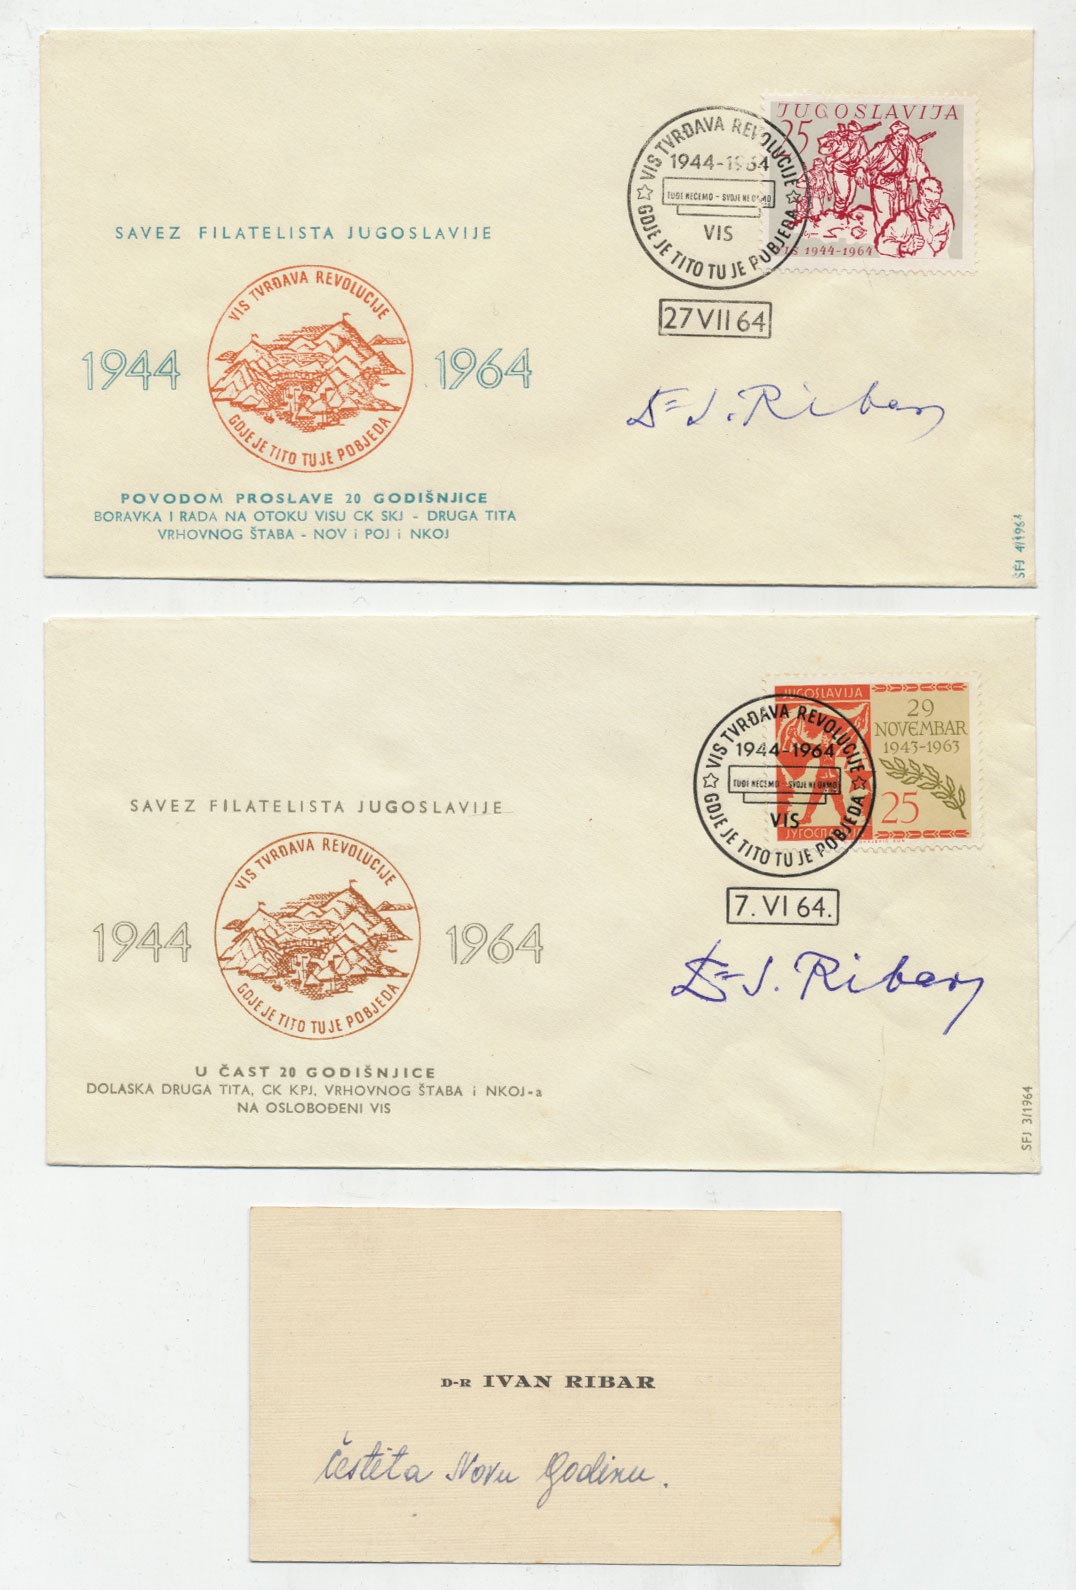 SAVEZ FILATELISTA JUGOSLAVIJE
VIS TVRĐAVA REVOLUCIJE
1944 1964
GDJE JE TITO TU JE POBJEDA
POVODOM PROSLAVE 20 GODIŠNJICE
BORAVKA I RADA NA OTOKU VISU CK SKJ - DRUGA TITA
VRHOVNOG ŠTABA - NOV i POJ i NKOJ
JUGOSLAVIJA
25
VIS 1944-1964
VIS TVRĐAVA REVOLUCIJE
1944-1964
TUĐE NEĆEMO - SVOJE NE DAMO
VIS
GDJE JE TITO TU JE POBJEDA
27 VII 64
D= I. Ribar
SFJ 4/1964
SAVEZ FILATELISTA JUGOSLAVIJE
VIS TVRĐAVA REVOLUCIJE
1944 1964
GDJE JE TITO TU JE POBJEDA
U ČAST 20 GODIŠNJICE
DOLASKA DRUGA TITA, CK KPJ, VRHOVNOG ŠTABA i NKOJ-a
NA OSLOBOĐENI VIS
JUGOSLAVIJA
29
NOVEMBAR
1943-1963
25
VIS TVRĐAVA REVOLUCIJE
1944-1964
TUĐE NEĆEMO - SVOJE NE DAMO
VIS
GDJE JE TITO TU JE POBJEDA
7. VI 64.
D= I. Ribar
SFJ 3/1964
D-R IVAN RIBAR
Čestita Novu Godinu.